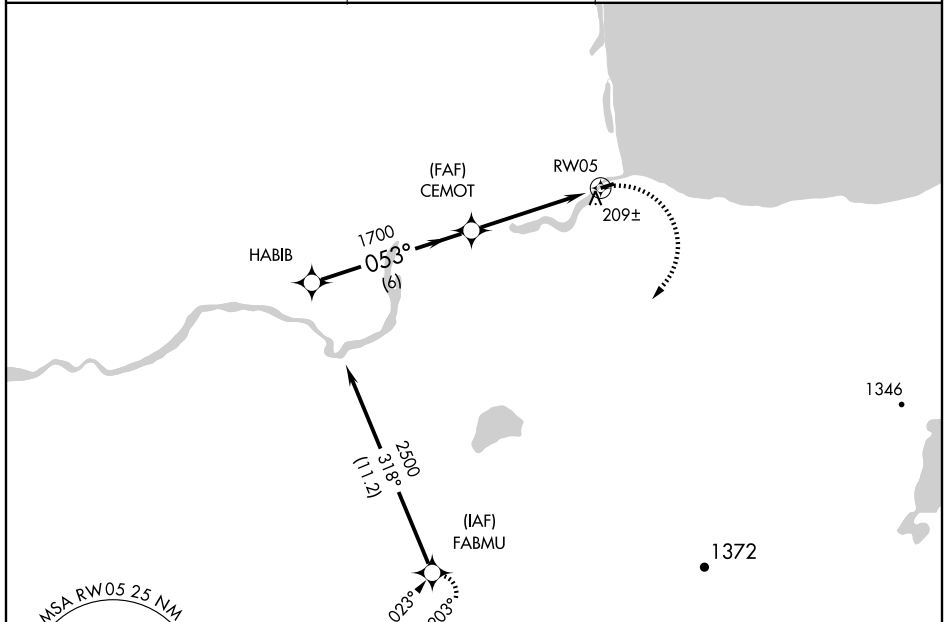 (FAF)
CEMOT
RW05
209±
HABIB
1700
053°
(6)
1346
2500
318°
(11.2)
(IAF)
FABMU
1372
023°
203°
MSA RW05 25 NM